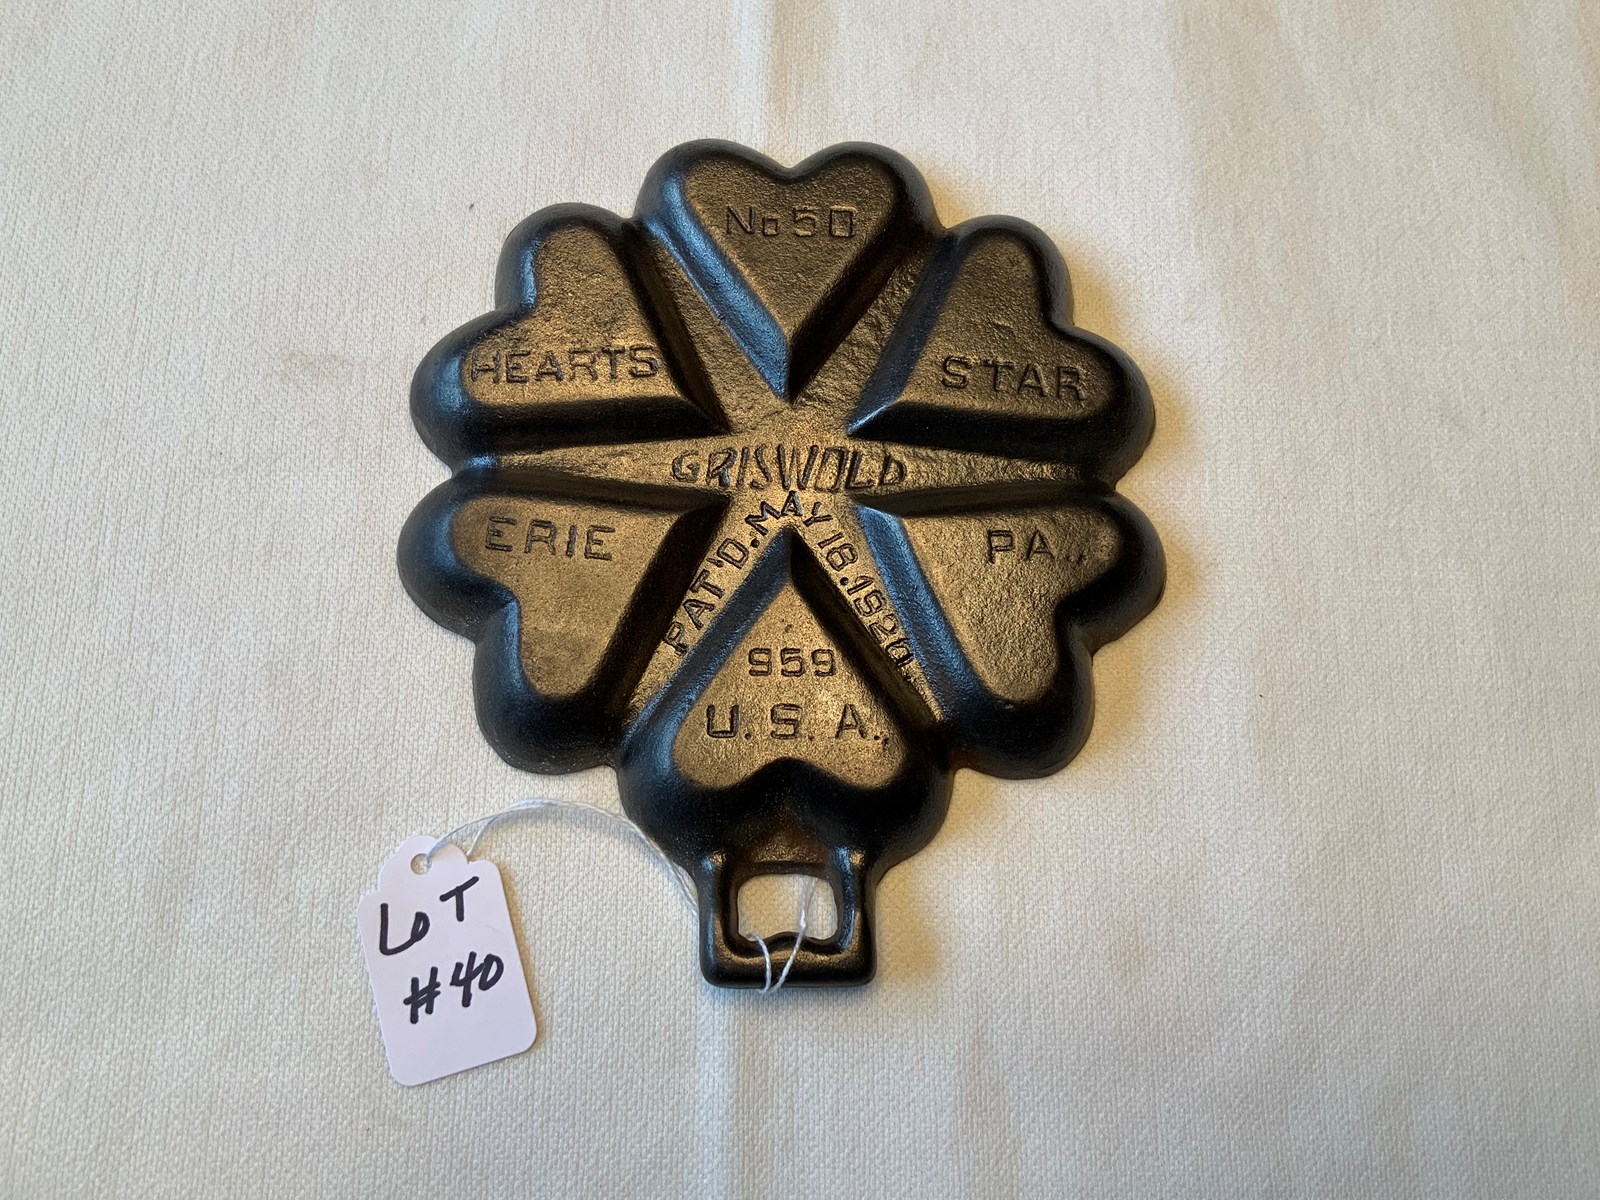 No 50
HEARTS STAR
GRISWOLD
PAT'D. MAY 18. 1920.
ERIE PA.,
959
U. S. A.,
LOT
#40